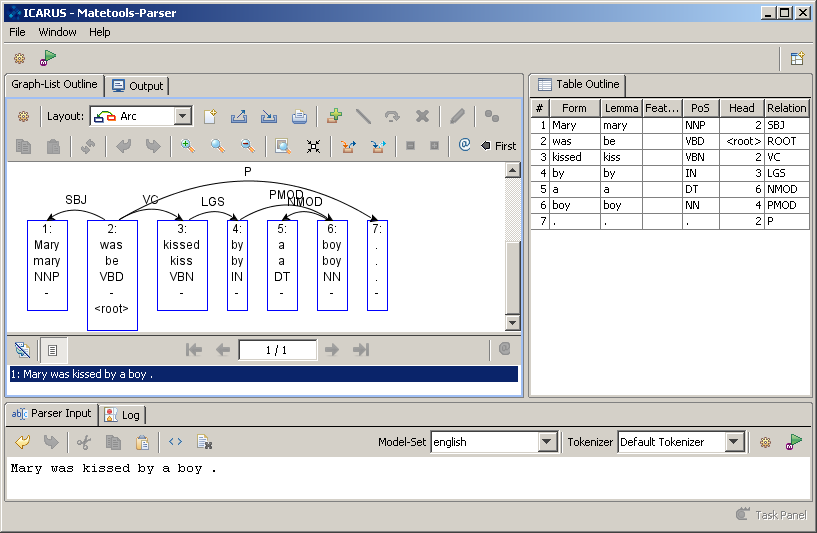 ICARUS - Matetools-Parser
File Window Help
Graph-List Outline Output
Layout: Arc
First
P
SBJ VC LGS PMOD NMOD
1: 2: 3: 4: 5: 6: 7:
Mary was kissed by a boy .
mary be kiss by a boy .
NNP VBD VBN IN DT NN .
- - - - - - -
<root>
1 / 1
1: Mary was kissed by a boy .
Table Outline
# Form Lemma Feat... PoS Head Relation
1 Mary mary NNP 2 SBJ
2 was be VBD <root> ROOT
3 kissed kiss VBN 2 VC
4 by by IN 3 LGS
5 a a DT 6 NMOD
6 boy boy NN 4 PMOD
7 . . . 2 P
Parser Input Log
Model-Set english Tokenizer Default Tokenizer
Mary was kissed by a boy .
Task Panel